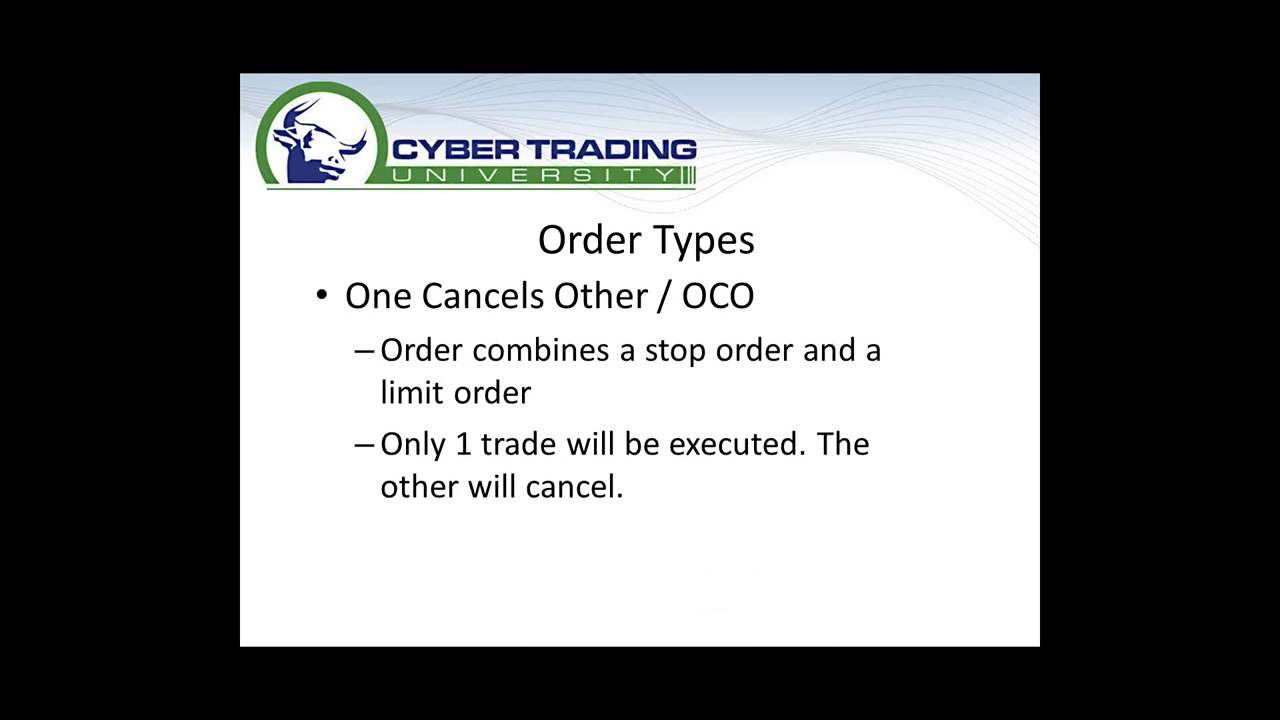 CYBER TRADING
UNIVERSITY
Order Types
• One Cancels Other / OCO
– Order combines a stop order and a
limit order
– Only 1 trade will be executed. The
other will cancel.